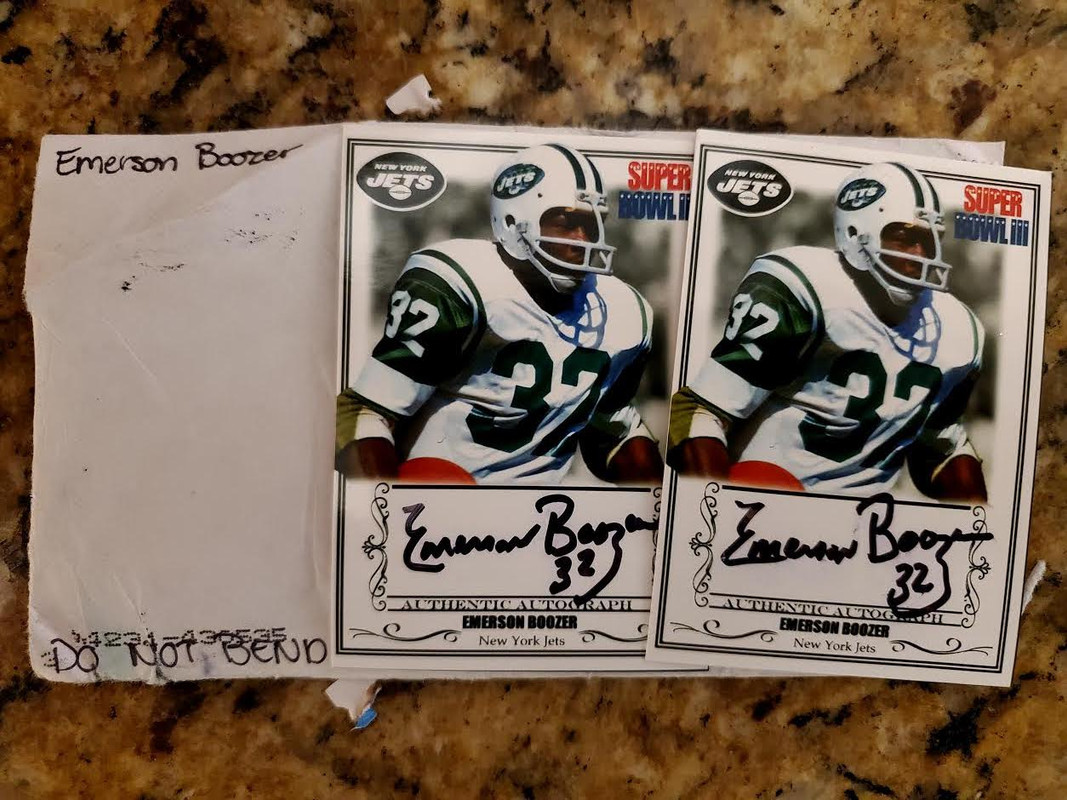 Emerson Boozer
DO NOT BEND
NEW YORK
JETS
SUPER
BOWL II
JETS
32
32
Emerson Boozer
32
AUTHENTIC AUTOGRAPH
EMERSON BOOZER
New York Jets
NEW YORK
JETS
SUPER
BOWL III
JETS
32
32
Emerson Boozer
32
AUTHENTIC AUTOGRAPH
EMERSON BOOZER
New York Jets